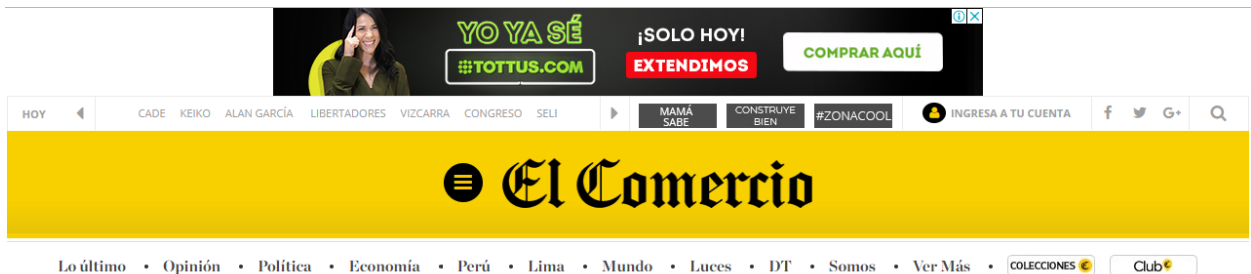 YO YA SÉ
TOTTUS.COM
¡SOLO HOY!
EXTENDIMOS
COMPRAR AQUÍ
HOY CADE KEIKO ALAN GARCÍA LIBERTADORES VIZCARRA CONGRESO SELI MAMÁ SABE CONSTRUYE BIEN #ZONACOOL INGRESA A TU CUENTA f G+
El Comercio
Lo último • Opinión • Política • Economía • Perú • Lima • Mundo • Luces • DT • Somos • Ver Más • COLECCIONES C Club C